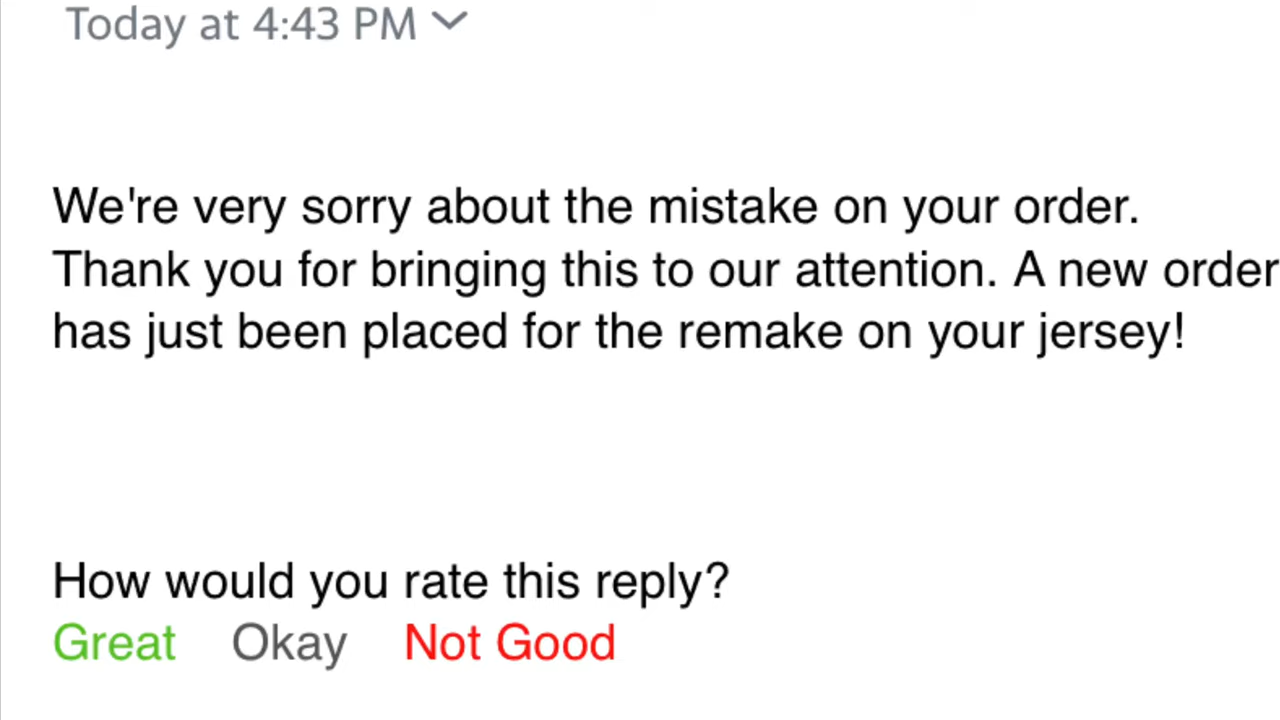 Today at 4:43 PM
We're very sorry about the mistake on your order.
Thank you for bringing this to our attention. A new order
has just been placed for the remake on your jersey!
How would you rate this reply?
Great Okay Not Good